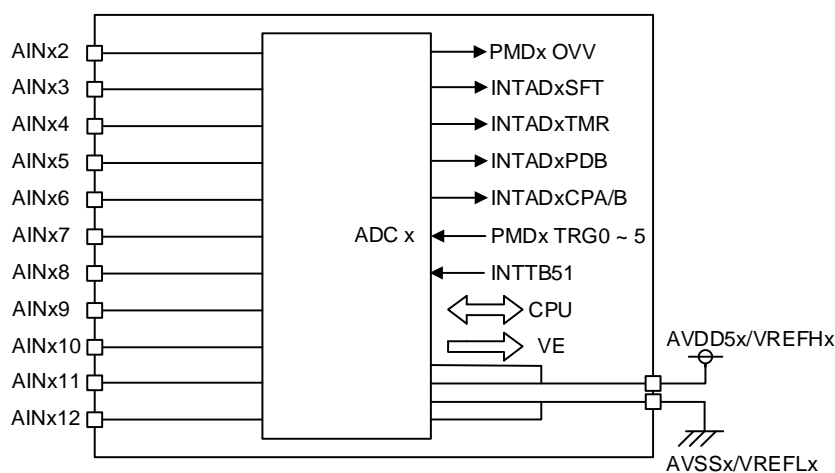 AINx2
AINx3
AINx4
AINx5
AINx6
AINx7
AINx8
AINx9
AINx10
AINx11
AINx12
ADC x
PMDx OVV
INTADxSFT
INTADxTMR
INTADxPDB
INTADxCPA/B
PMDx TRG0 ~ 5
INTTB51
CPU
VE
AVDD5x/VREFHx
AVSSx/VREFLx